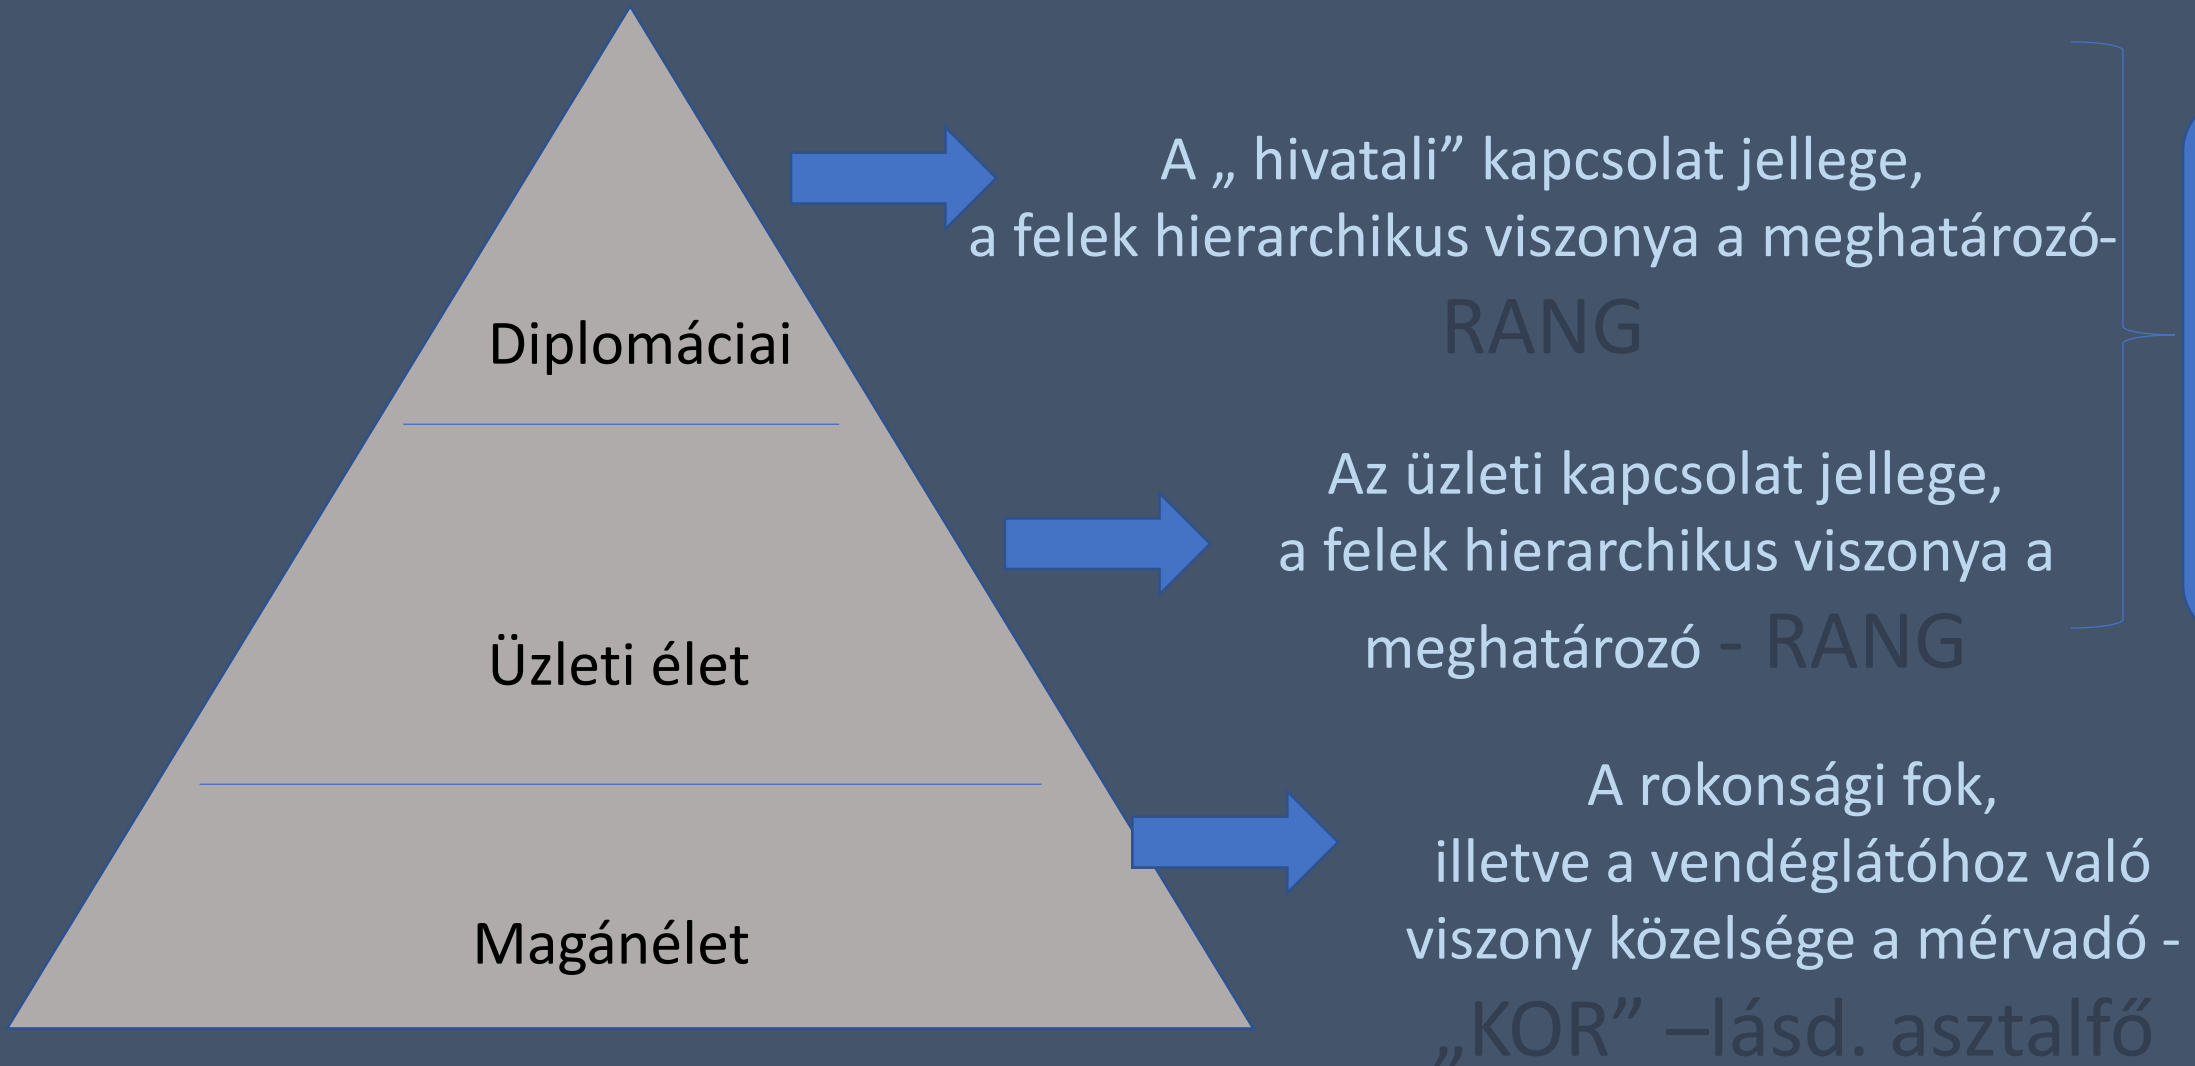 Diplomáciai
Üzleti élet
Magánélet
A „ hivatali” kapcsolat jellege,
a felek hierarchikus viszonya a meghatározó-
RANG
Az üzleti kapcsolat jellege,
a felek hierarchikus viszonya a
meghatározó - RANG
A rokonsági fok,
illetve a vendéglátóhoz való
viszony közelsége a mérvadó -
„KOR” –lásd. asztalfő